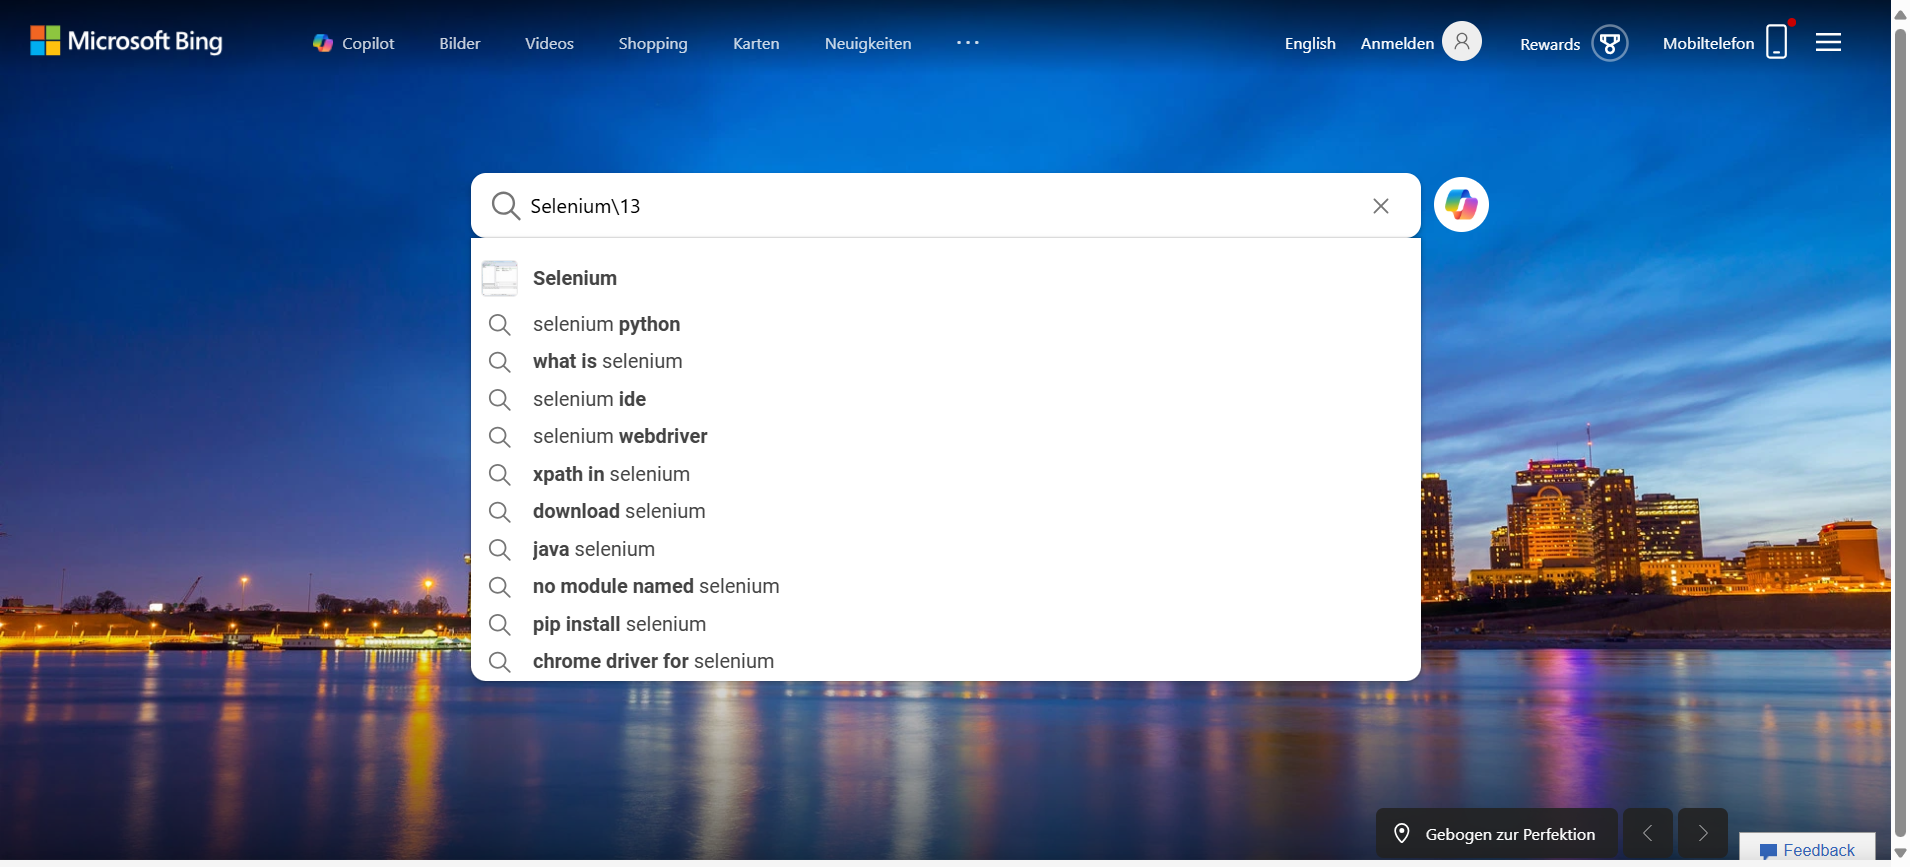 Microsoft Bing
Copilot
Bilder
Videos
Shopping
Karten
Neuigkeiten
English
Anmelden
Rewards
Mobiltelefon
Selenium\13
Selenium
selenium python
what is selenium
selenium ide
selenium webdriver
xpath in selenium
download selenium
java selenium
no module named selenium
pip install selenium
chrome driver for selenium
Gebogen zur Perfektion
Feedback